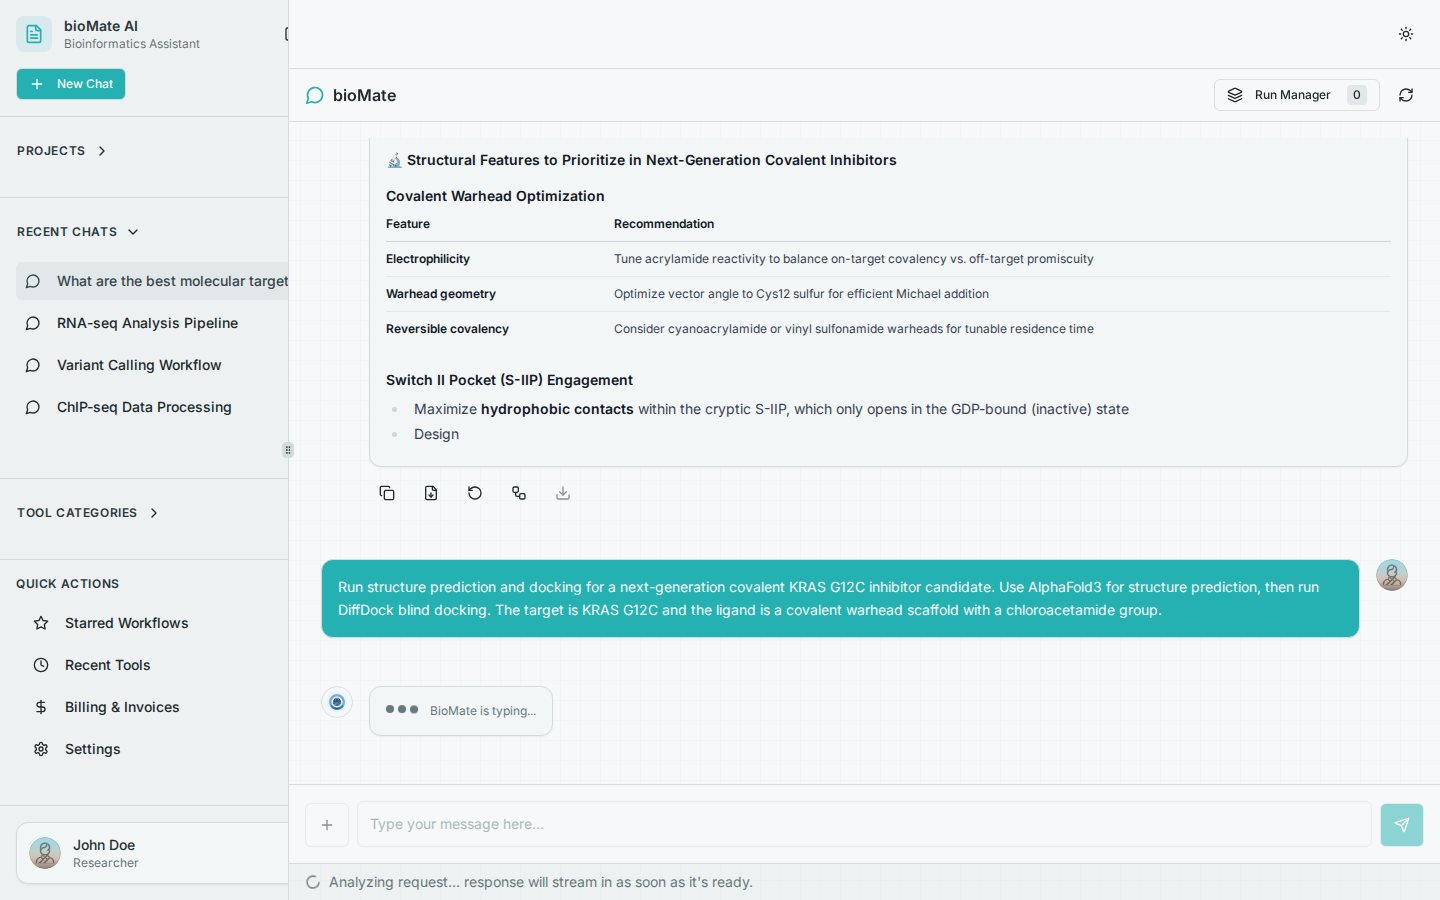 bioMate AI
Bioinformatics Assistant
New Chat
PROJECTS
RECENT CHATS
What are the best molecular target
RNA-seq Analysis Pipeline
Variant Calling Workflow
ChIP-seq Data Processing
TOOL CATEGORIES
QUICK ACTIONS
Starred Workflows
Recent Tools
Billing & Invoices
Settings
John Doe
Researcher
bioMate
Run Manager 0
Structural Features to Prioritize in Next-Generation Covalent Inhibitors
Covalent Warhead Optimization
Feature Recommendation
Electrophilicity Tune acrylamide reactivity to balance on-target covalency vs. off-target promiscuity
Warhead geometry Optimize vector angle to Cys12 sulfur for efficient Michael addition
Reversible covalency Consider cyanoacrylamide or vinyl sulfonamide warheads for tunable residence time
Switch II Pocket (S-IIP) Engagement
Maximize hydrophobic contacts within the cryptic S-IIP, which only opens in the GDP-bound (inactive) state
Design
Run structure prediction and docking for a next-generation covalent KRAS G12C inhibitor candidate. Use AlphaFold3 for structure prediction, then run
DiffDock blind docking. The target is KRAS G12C and the ligand is a covalent warhead scaffold with a chloroacetamide group.
BioMate is typing...
Type your message here...
Analyzing request... response will stream in as soon as it's ready.